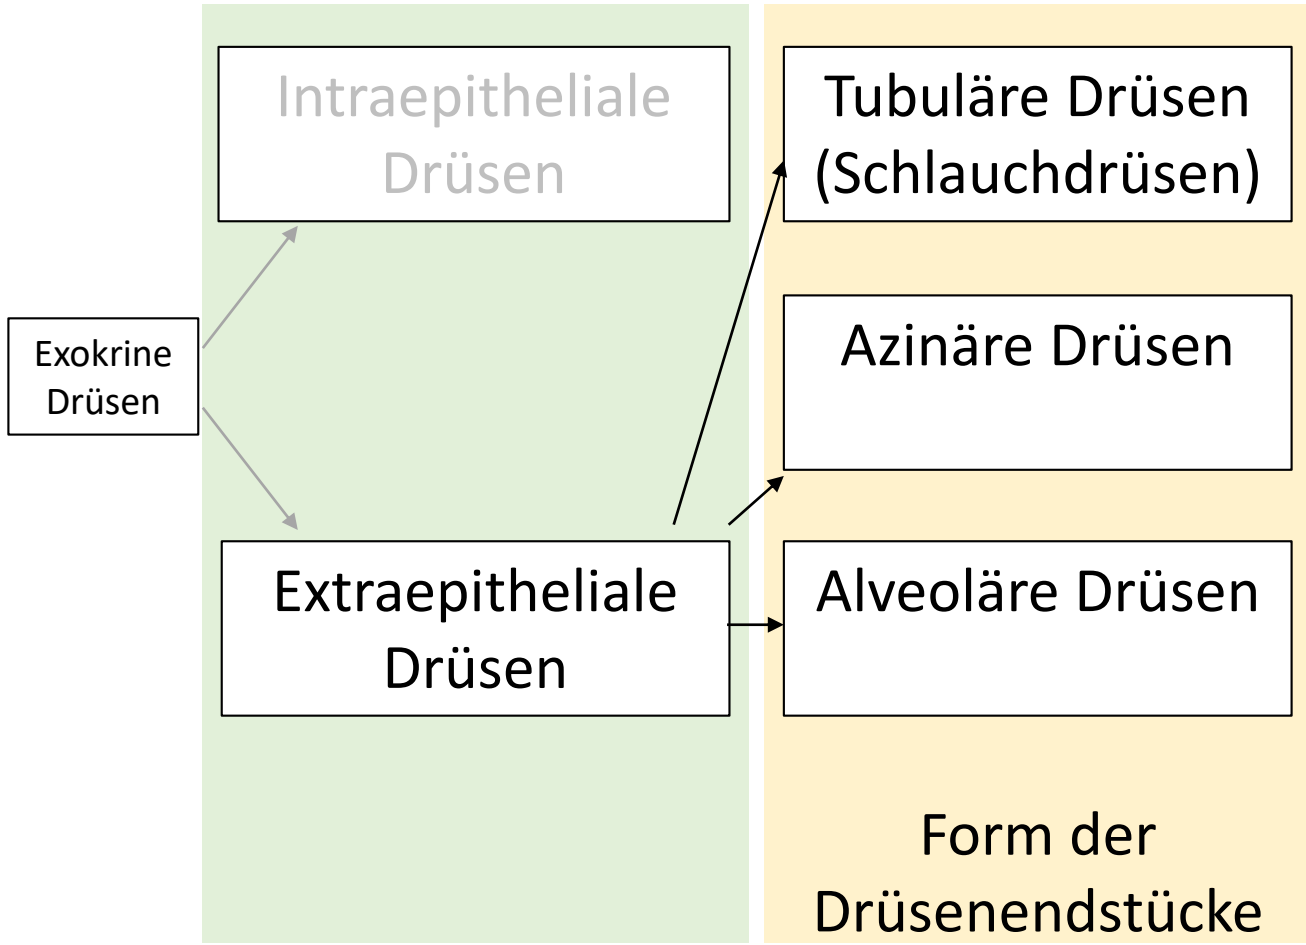 Intraepitheliale
Drüsen
Exokrine
Drüsen
Extraepitheliale
Drüsen
Tubuläre Drüsen
(Schlauchdrüsen)
Azinäre Drüsen
Alveoläre Drüsen
Form der
Drüsenendstücke